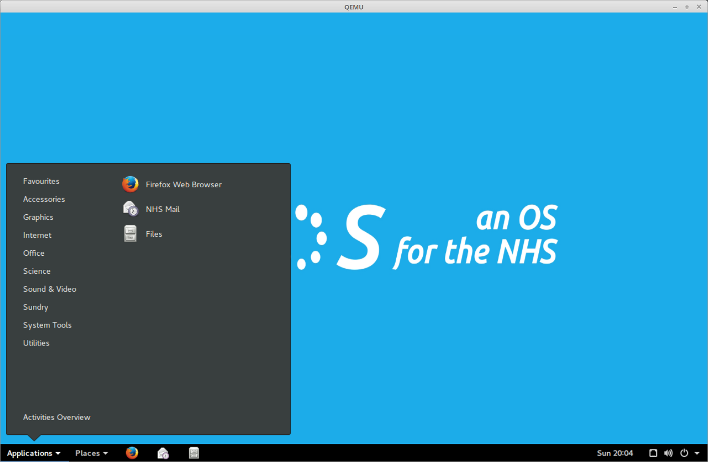 QEMU
Favourites
Accessories
Graphics
Internet
Office
Science
Sound & Video
Sundry
System Tools
Utilities
Activities Overview
Firefox Web Browser
NHS Mail
Files
S
an OS
for the NHS
Applications
Places
Sun 20:04